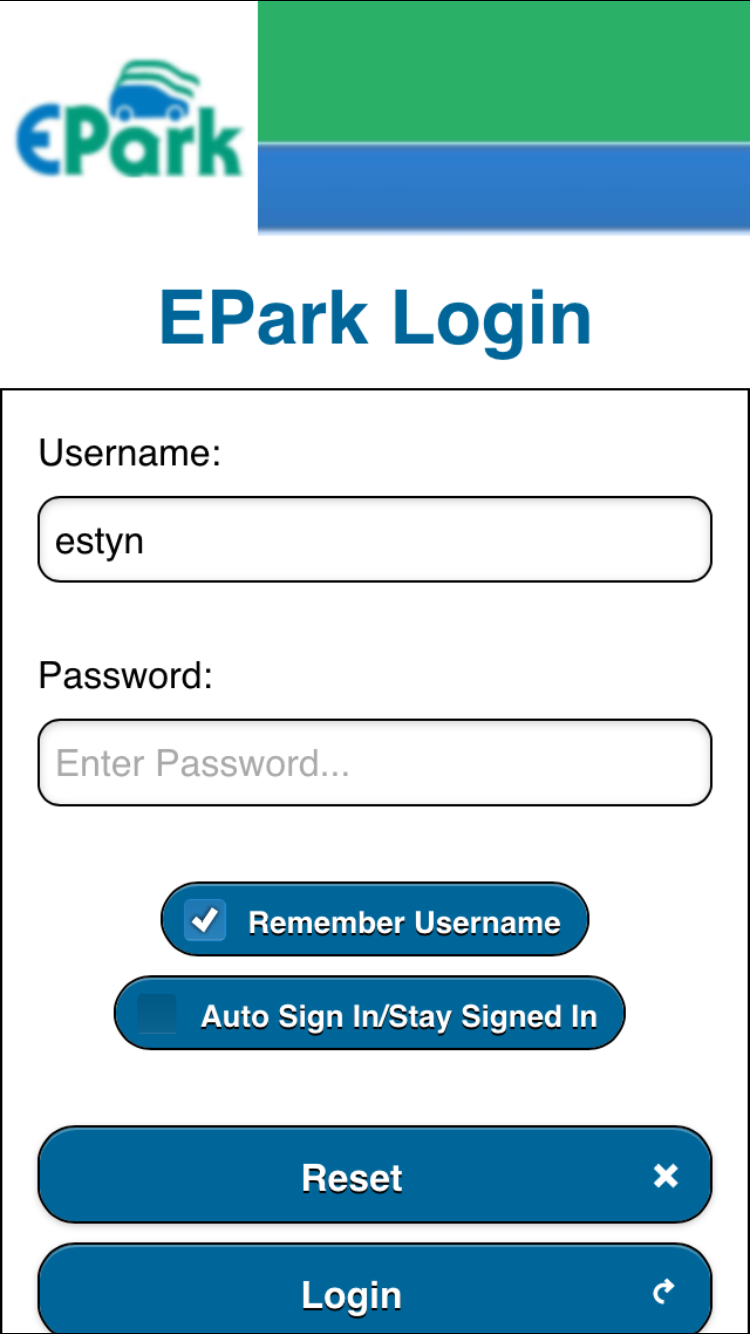 EPark
EPark Login
Username:
estyn
Password:
Enter Password...
Remember Username
Auto Sign In/Stay Signed In
Reset
Login